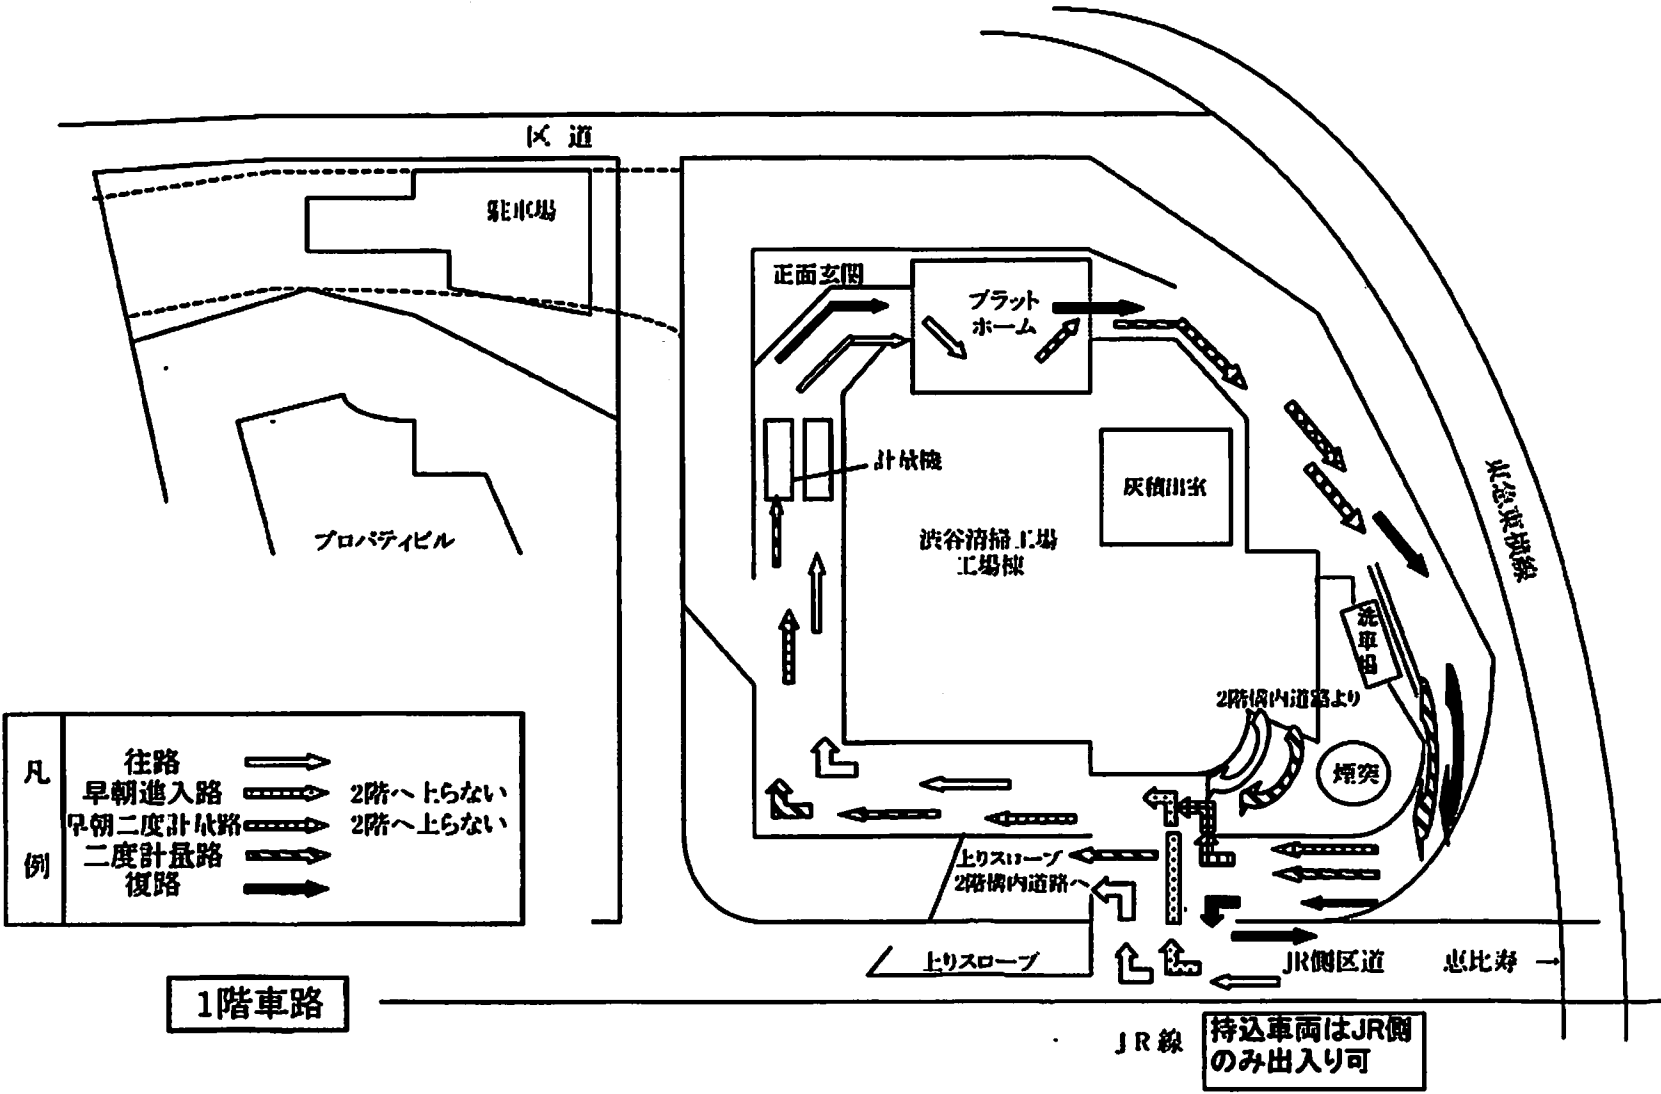 区道
駐車場
正面玄関
プラット
ホーム
計量機
灰積出室
東急東横線
プロパティビル
渋谷清掃工場
工場棟
洗車場
2階構内道路より
凡例
往路
早朝進入路 2階へ上らない
早朝二度計量路 2階へ上らない
二度計量路
復路
煙突
上りスロープ
2階構内道路へ
上りスロープ
JR側区道
恵比寿→
1階車路
JR線
持込車両はJR側
のみ出入り可